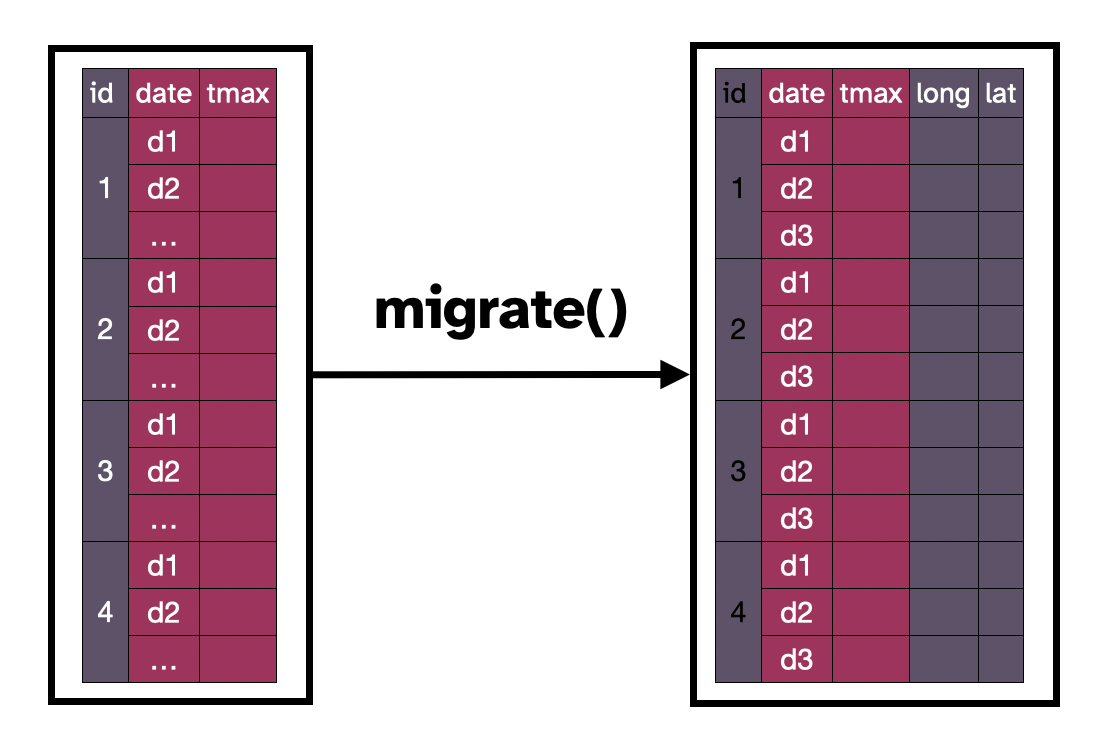 id date tmax
d1
1 d2
...
d1
2 d2
...
d1
3 d2
...
d1
4 d2
...
migrate()
id date tmax long lat
d1
1 d2
d3
d1
2 d2
d3
d1
3 d2
d3
d1
4 d2
d3